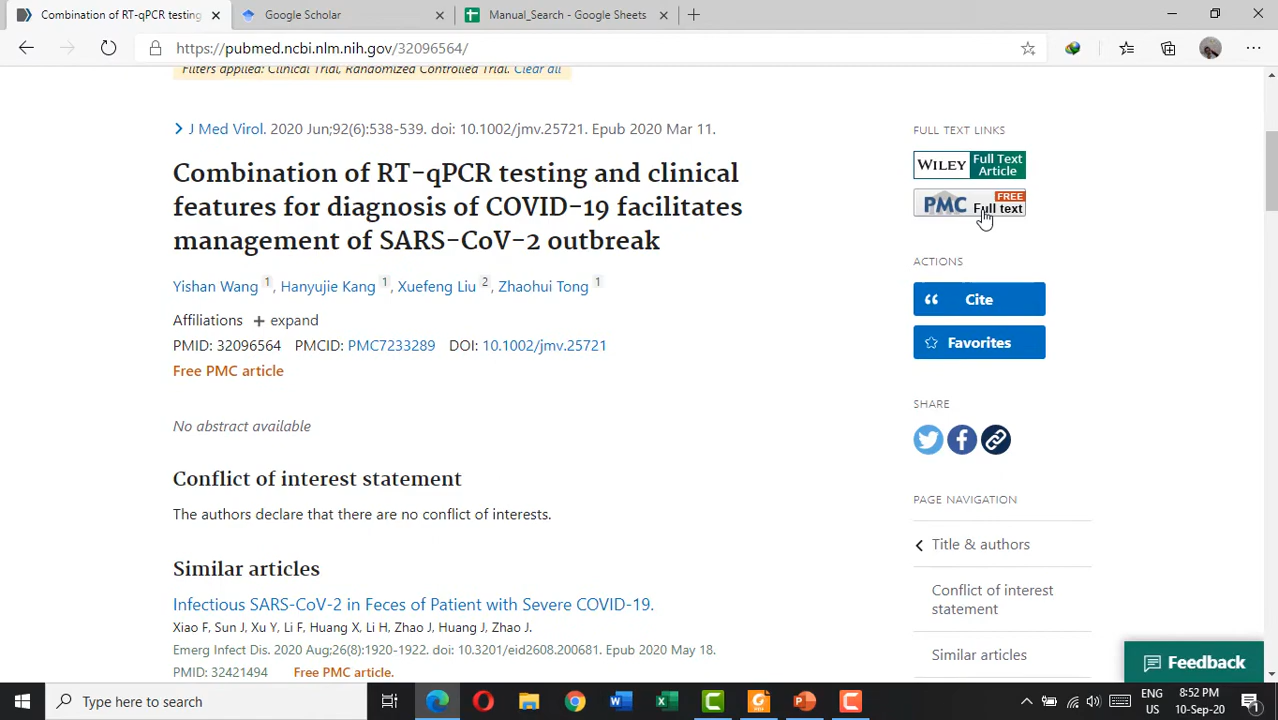 Combination of RT-qPCR testing
Google Scholar
Manual_Search - Google Sheets
https://pubmed.ncbi.nlm.nih.gov/32096564/
Filters applied: Clinical Trial, Randomized Controlled Trial. Clear all
J Med Virol. 2020 Jun;92(6):538-539. doi: 10.1002/jmv.25721. Epub 2020 Mar 11.
Combination of RT-qPCR testing and clinical
features for diagnosis of COVID-19 facilitates
management of SARS-CoV-2 outbreak
Yishan Wang 1, Hanyujie Kang 1, Xuefeng Liu 2, Zhaohui Tong 1
Affiliations + expand
PMID: 32096564 PMCID: PMC7233289 DOI: 10.1002/jmv.25721
Free PMC article
No abstract available
Conflict of interest statement
The authors declare that there are no conflict of interests.
Similar articles
Infectious SARS-CoV-2 in Feces of Patient with Severe COVID-19.
Xiao F, Sun J, Xu Y, Li F, Huang X, Li H, Zhao J, Huang J, Zhao J.
Emerg Infect Dis. 2020 Aug;26(8):1920-1922. doi: 10.3201/eid2608.200681. Epub 2020 May 18.
PMID: 32421494 Free PMC article.
FULL TEXT LINKS
WILEY Full Text
Article
PMC FREE
Full text
ACTIONS
Cite
Favorites
SHARE
PAGE NAVIGATION
Title & authors
Conflict of interest
statement
Similar articles
Feedback
Type here to search
ENG
US
8:52 PM
10-Sep-20
1